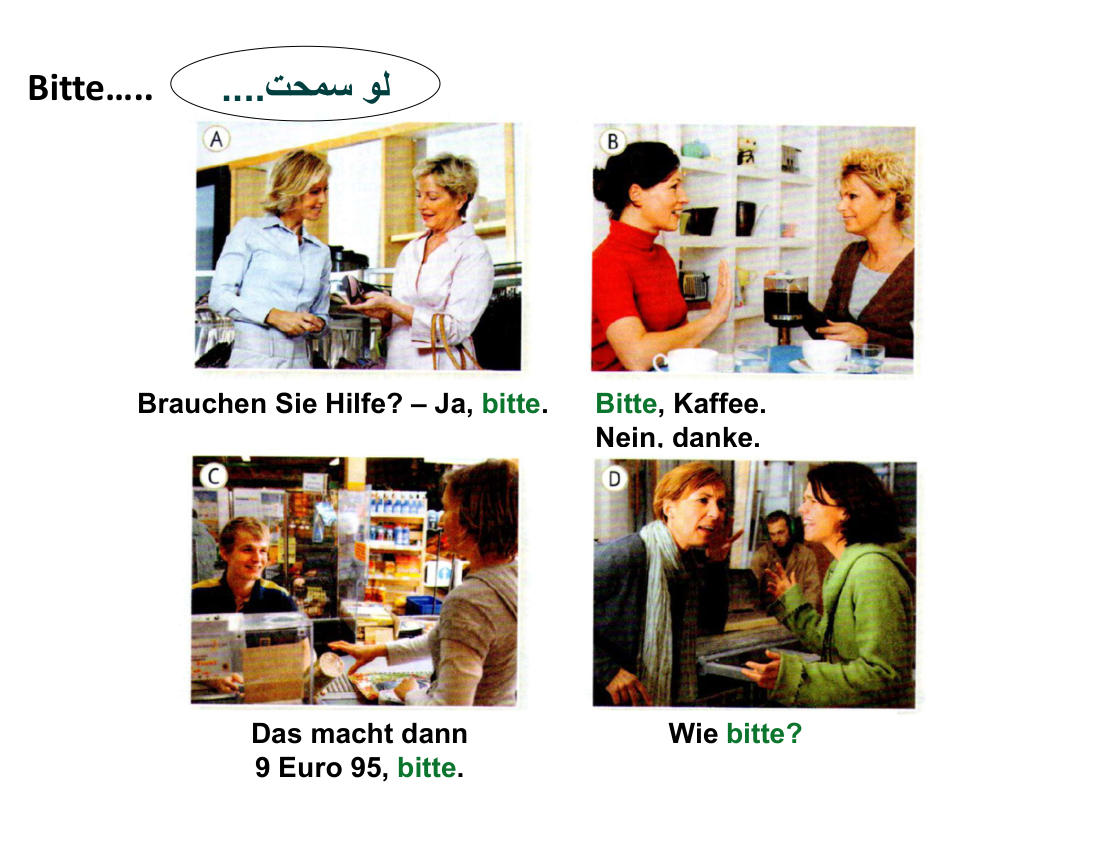 Bitte.....
لو سمحت....
A
B
Brauchen Sie Hilfe? – Ja, bitte.
Bitte, Kaffee.
Nein, danke.
C
D
Das macht dann
9 Euro 95, bitte.
Wie bitte?